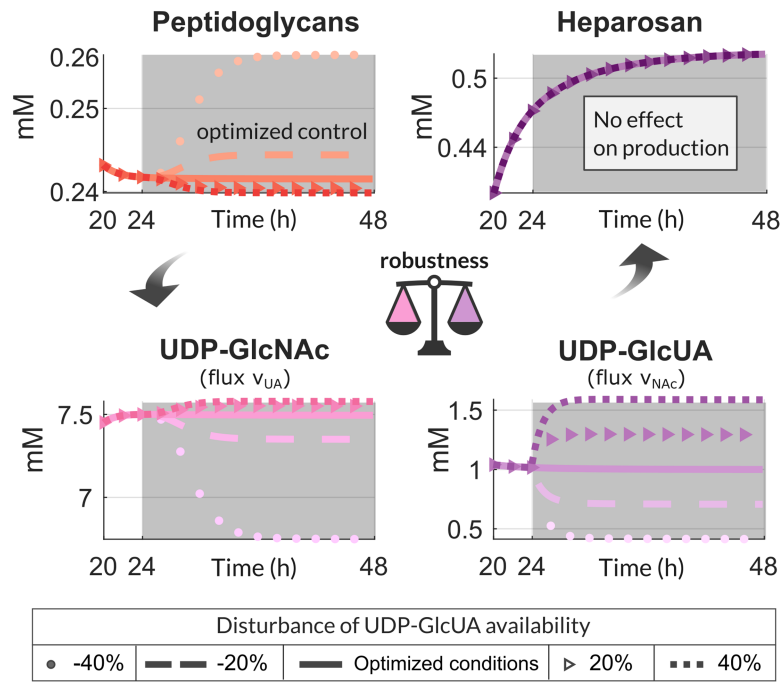 Peptidoglycans
0.26
0.25
0.24
mM
optimized control
20 24 Time (h) 48
Heparosan
0.5
0.44
mM
No effect
on production
20 24 Time (h) 48
robustness
UDP-GlcNAc
(flux vUA)
7.5
7
mM
20 24 Time (h) 48
UDP-GlcUA
(flux vNAc)
1.5
1
0.5
mM
20 24 Time (h) 48
Disturbance of UDP-GlcUA availability
-40% -20% Optimized conditions 20% 40%